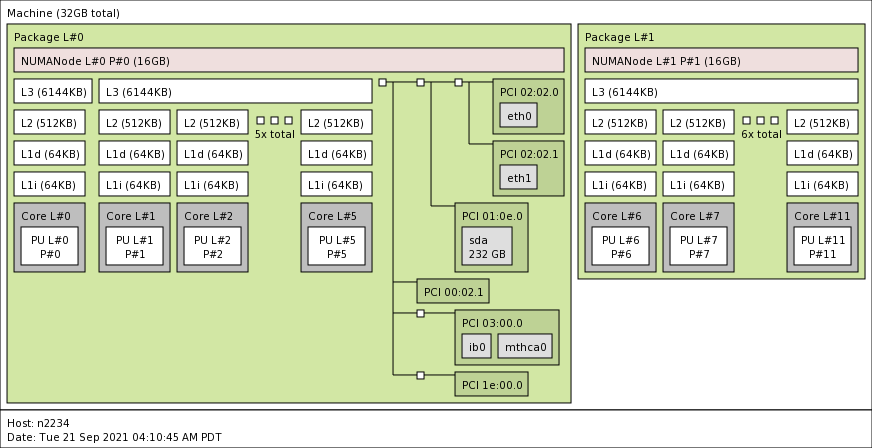 Machine (32GB total)
Package L#0
NUMANode L#0 P#0 (16GB)
L3 (6144KB)
L3 (6144KB)
L2 (512KB)
L2 (512KB)
L2 (512KB)
5x total
L2 (512KB)
L1d (64KB)
L1d (64KB)
L1d (64KB)
L1d (64KB)
L1i (64KB)
L1i (64KB)
L1i (64KB)
L1i (64KB)
Core L#0
PU L#0
P#0
Core L#1
PU L#1
P#1
Core L#2
PU L#2
P#2
Core L#5
PU L#5
P#5
PCI 02:02.0
eth0
PCI 02:02.1
eth1
PCI 01:0e.0
sda
232 GB
PCI 00:02.1
PCI 03:00.0
ib0
mthca0
PCI 1e:00.0
Package L#1
NUMANode L#1 P#1 (16GB)
L3 (6144KB)
L2 (512KB)
L2 (512KB)
6x total
L2 (512KB)
L1d (64KB)
L1d (64KB)
L1d (64KB)
L1i (64KB)
L1i (64KB)
L1i (64KB)
Core L#6
PU L#6
P#6
Core L#7
PU L#7
P#7
Core L#11
PU L#11
P#11
Host: n2234
Date: Tue 21 Sep 2021 04:10:45 AM PDT